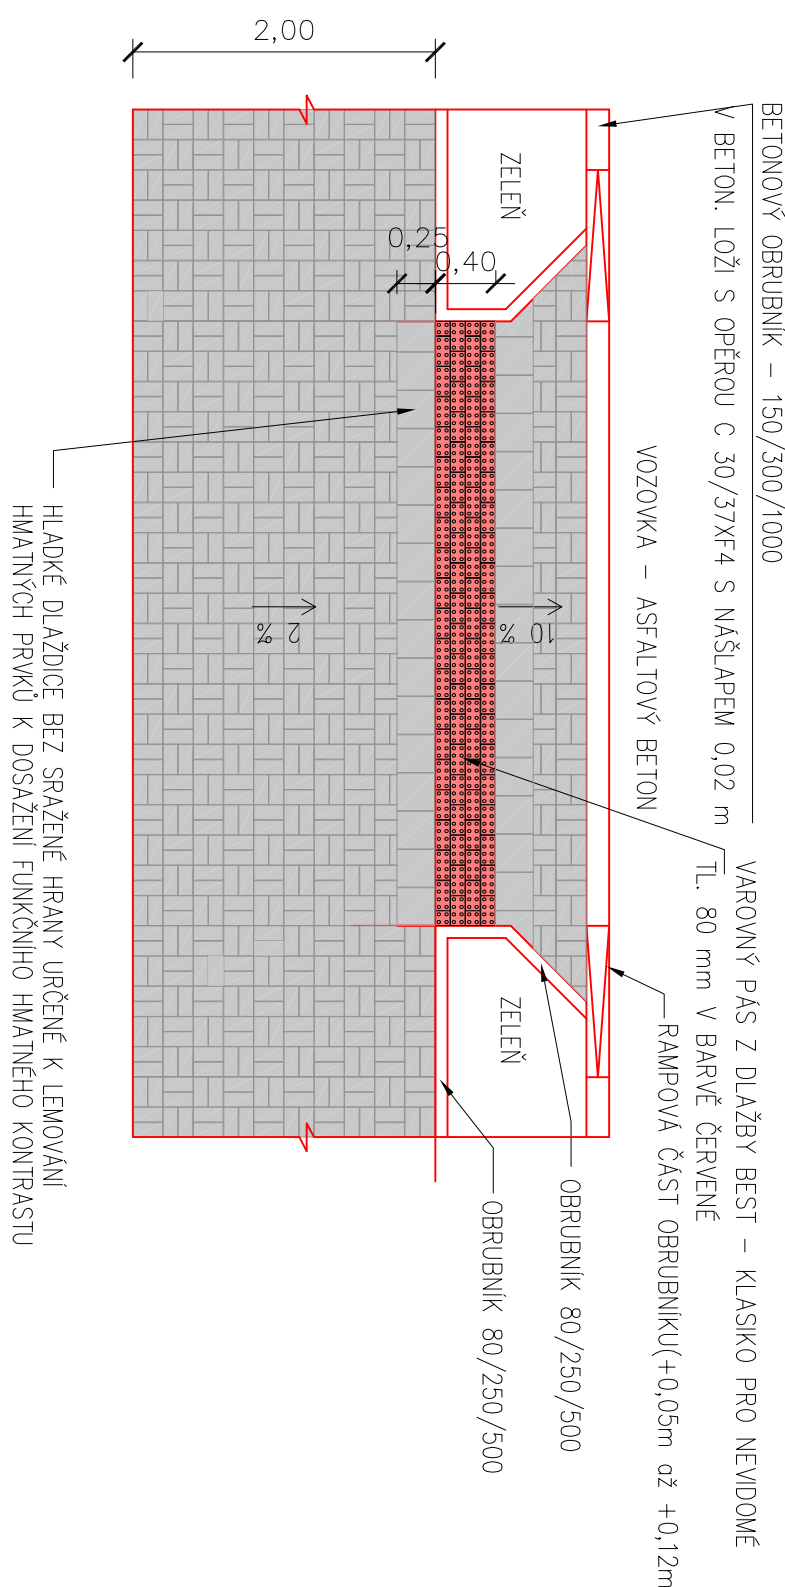 2,00
BETONOVÝ OBRUBNÍK – 150/300/1000
V BETON. LOŽI S OPĚROU C 30/37XF4 S NÁŠLAPEM 0,02 m
VOZOVKA – ASFALTOVÝ BETON
VAROVNÝ PÁS Z DLAŽBY BEST – KLASIKO PRO NEVIDOMÉ
TL. 80 mm V BARVĚ ČERVENÉ
RAMPOVÁ ČÁST OBRUBNÍKU(+0,05m až +0,12m
ZELEŇ
0,25
0,40
10 %
2 %
ZELEŇ
OBRUBNÍK 80/250/500
OBRUBNÍK 80/250/500
HLADKÉ DLAŽDICE BEZ SRAŽENÉ HRANY URČENÉ K LEMOVÁNÍ
HMATNÝCH PRVKŮ K DOSAŽENÍ FUNKČNÍHO HMATNÉHO KONTRASTU